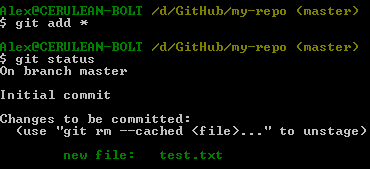 Alex@CERULEAN-BOLT /d/GitHub/my-repo (master)
$ git add *
Alex@CERULEAN-BOLT /d/GitHub/my-repo (master)
$ git status
On branch master
Initial commit
Changes to be committed:
(use "git rm --cached <file>..." to unstage)
new file: test.txt